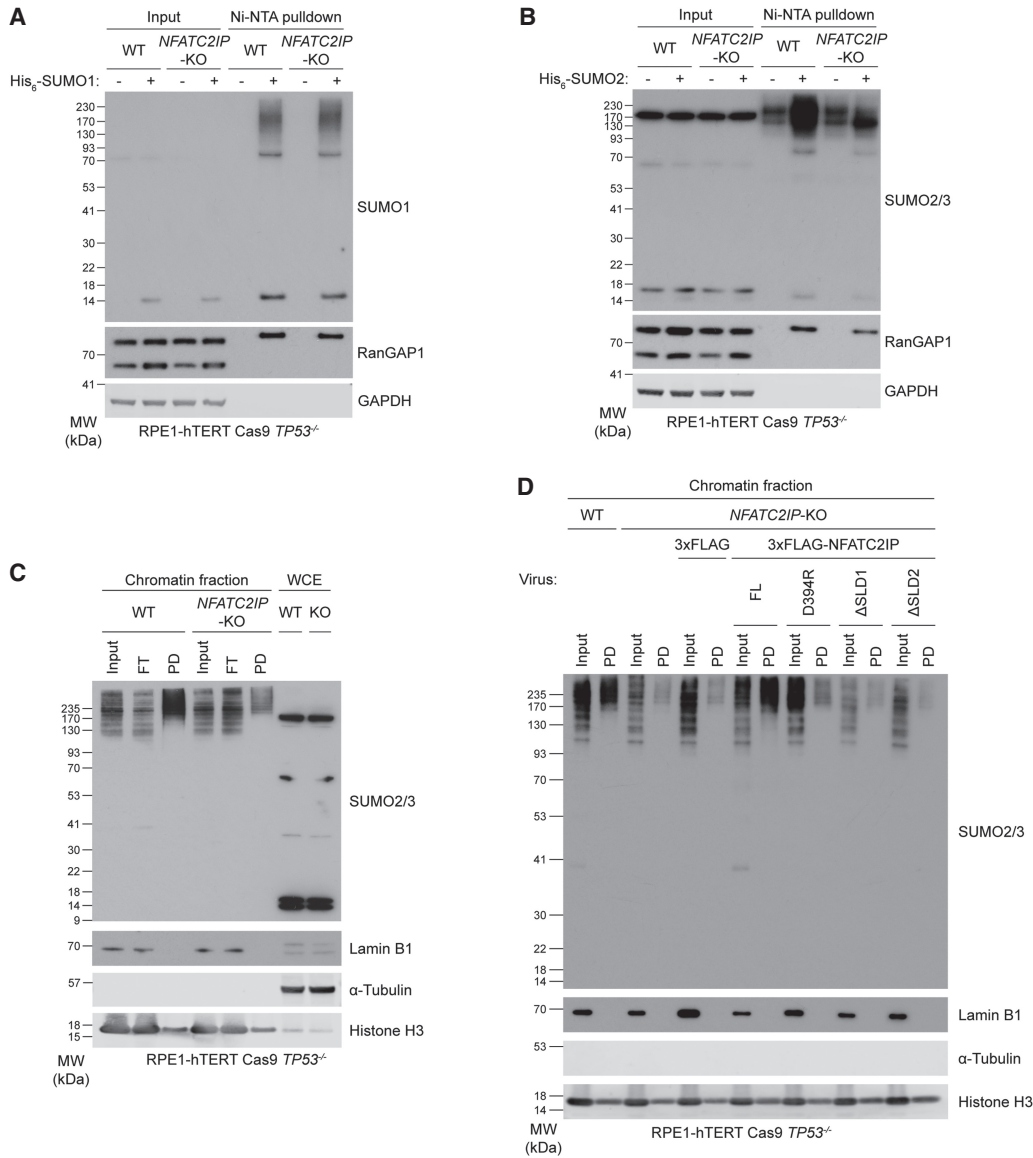 A
Input Ni-NTA pulldown
WT NFATC2IP -KO WT NFATC2IP -KO
His6-SUMO1: - + - + - + - +
230
170
130
93
70
53
41
30
22
18
14
SUMO1
70
RanGAP1
41
GAPDH
MW (kDa)
RPE1-hTERT Cas9 TP53-/-
B
Input Ni-NTA pulldown
WT NFATC2IP -KO WT NFATC2IP -KO
His6-SUMO2: - + - + - + - +
230
170
130
93
70
53
41
30
22
18
14
SUMO2/3
70
RanGAP1
41
GAPDH
MW (kDa)
RPE1-hTERT Cas9 TP53-/-
C
Chromatin fraction WCE
WT NFATC2IP -KO WT KO
Input FT PD Input FT PD
235
170
130
93
70
53
41
30
22
18
14
9
SUMO2/3
70
Lamin B1
57
α-Tubulin
18
15
Histone H3
MW (kDa)
RPE1-hTERT Cas9 TP53-/-
D
Chromatin fraction
WT NFATC2IP-KO
3xFLAG 3xFLAG-NFATC2IP
Virus: FL D394R ΔSLD1 ΔSLD2
Input PD Input PD Input PD Input PD Input PD Input PD Input PD
235
170
130
93
70
53
41
30
22
18
14
SUMO2/3
70
Lamin B1
53
α-Tubulin
18
14
Histone H3
MW (kDa)
RPE1-hTERT Cas9 TP53-/-